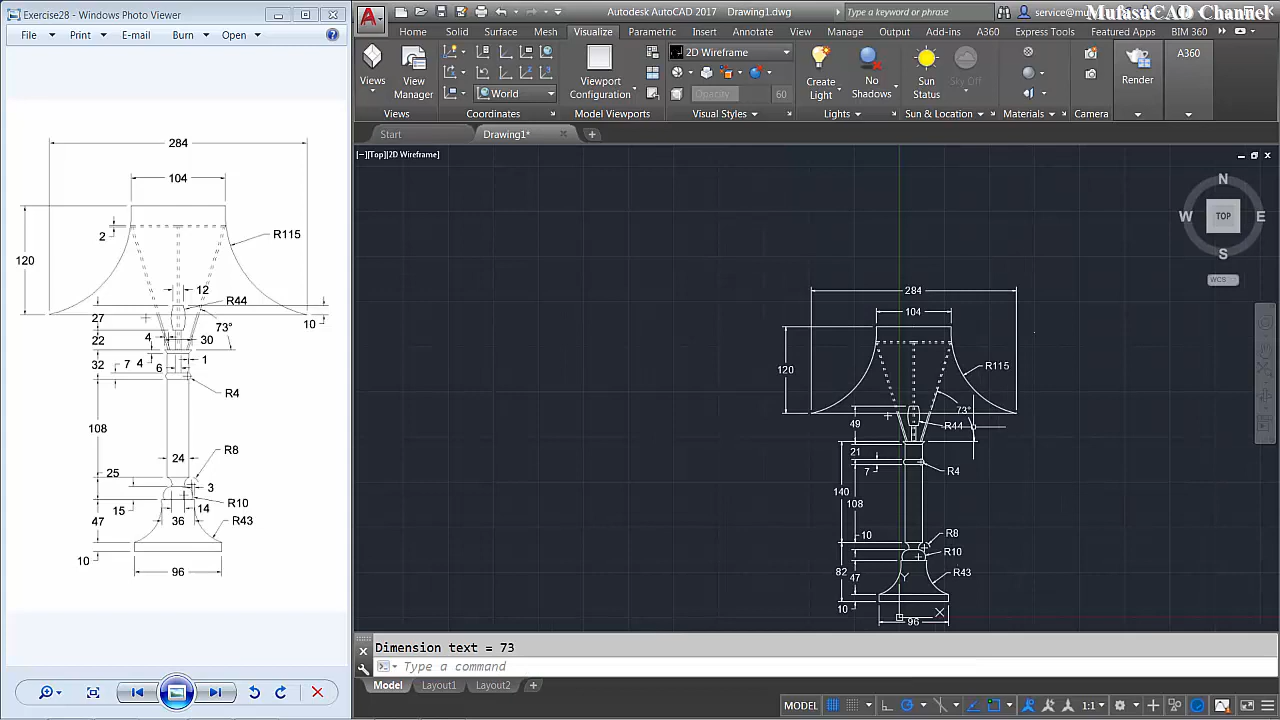 Exercise28 - Windows Photo Viewer
File
Print
E-mail
Burn
Open
284
104
2
R115
120
12
R44
27
73°
10
22
4
30
32
7
4
1
6
R4
108
24
R8
25
3
R10
15
14
47
36
R43
10
96
Autodesk AutoCAD 2017
Drawing1.dwg
Type a keyword or phrase
MufasuCAD Channel
Home
Solid
Surface
Mesh
Visualize
Parametric
Insert
Annotate
View
Manage
Output
Add-ins
A360
Express Tools
Featured Apps
BIM 360
Views
View
Manager
World
Viewport
Configuration
2D Wireframe
Opacity
60
Create
Light
No
Shadows
Sun
Status
Sky Off
Render
A360
Views
Coordinates
Model Viewports
Visual Styles
Lights
Sun & Location
Materials
Camera
Start
Drawing1*
[−][Top][2D Wireframe]
N
W
TOP
E
S
WCS
284
104
120
R115
73°
49
R44
21
7
R4
140
108
10
R8
R10
82
47
R43
Y
10
X
96
Dimension text = 73
Type a command
Model
Layout1
Layout2
MODEL
1:1